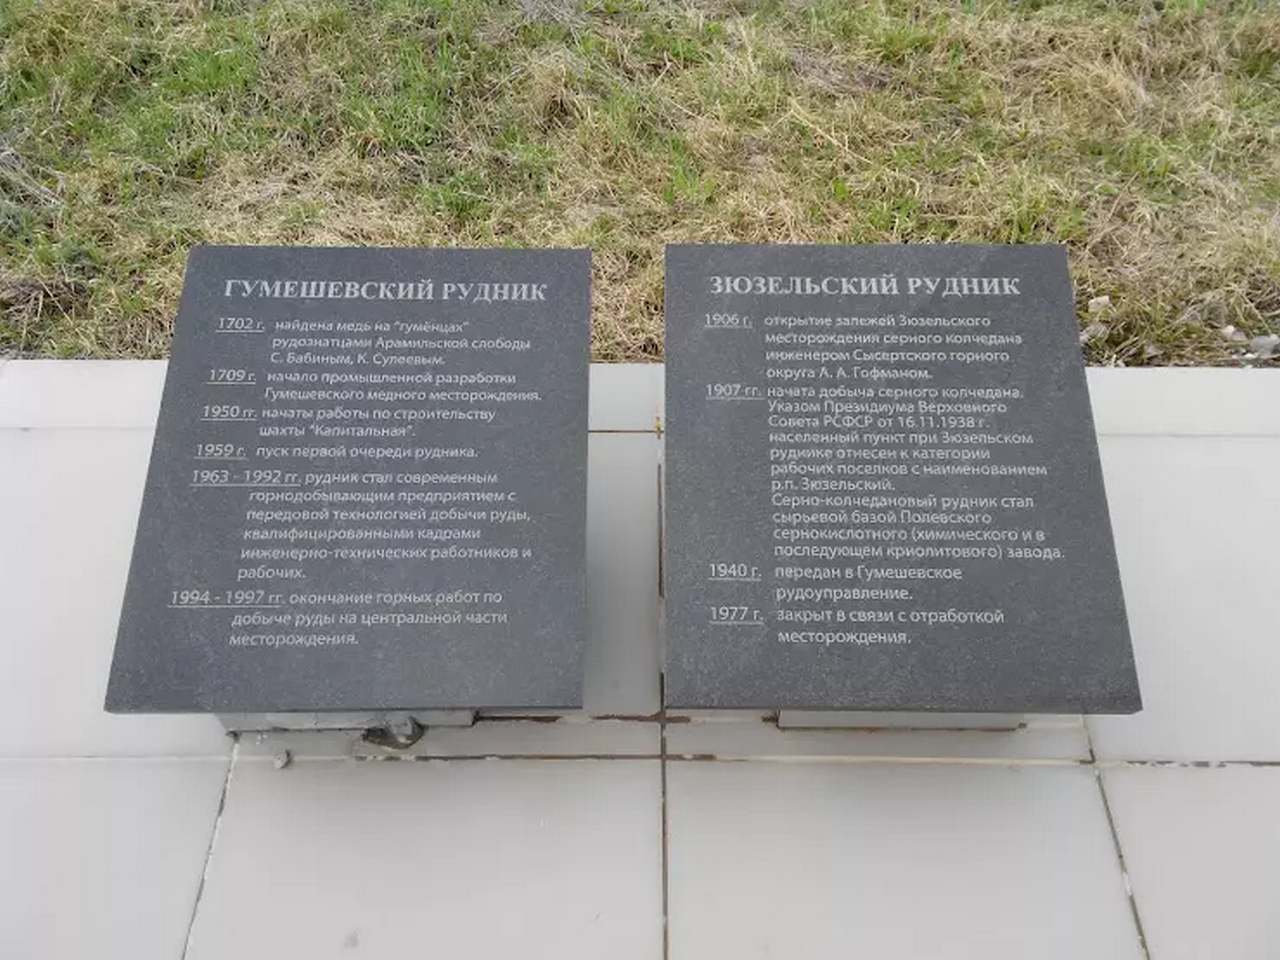 ГУМЕШЕВСКИЙ РУДНИК
1702 г. найдена медь на "гумёнцах"
рудознатцами Арамильской слободы
С. Бабиным, К. Сулеевым.
1709 г. начало промышленной разработки
Гумешевского медного месторождения.
1950 гг. начаты работы по строительству
шахты "Капитальная".
1959 г. пуск первой очереди рудника.
1963 - 1992 гг. рудник стал современным
горнодобывающим предприятием с
передовой технологией добычи руды,
квалифицированными кадрами
инженерно-технических работников и
рабочих.
1994 - 1997 гг. окончание горных работ по
добыче руды на центральной части
месторождения.
ЗЮЗЕЛЬСКИЙ РУДНИК
1906 г. открытие залежей Зюзельского
месторождения серного колчедана
инженером Сысертского горного
округа А. А. Гофманом.
1907 гг. начата добыча серного колчедана.
Указом Президиума Верховного
Совета РСФСР от 16.11.1938 г.
населенный пункт при Зюзельском
руднике отнесен к категории
рабочих поселков с наименованием
р.п. Зюзельский.
Серно-колчедановый рудник стал
сырьевой базой Полевского
сернокислотного (химического и в
последующем криолитового) завода.
1940 г. передан в Гумешевское
рудоуправление.
1977 г. закрыт в связи с отработкой
месторождения.